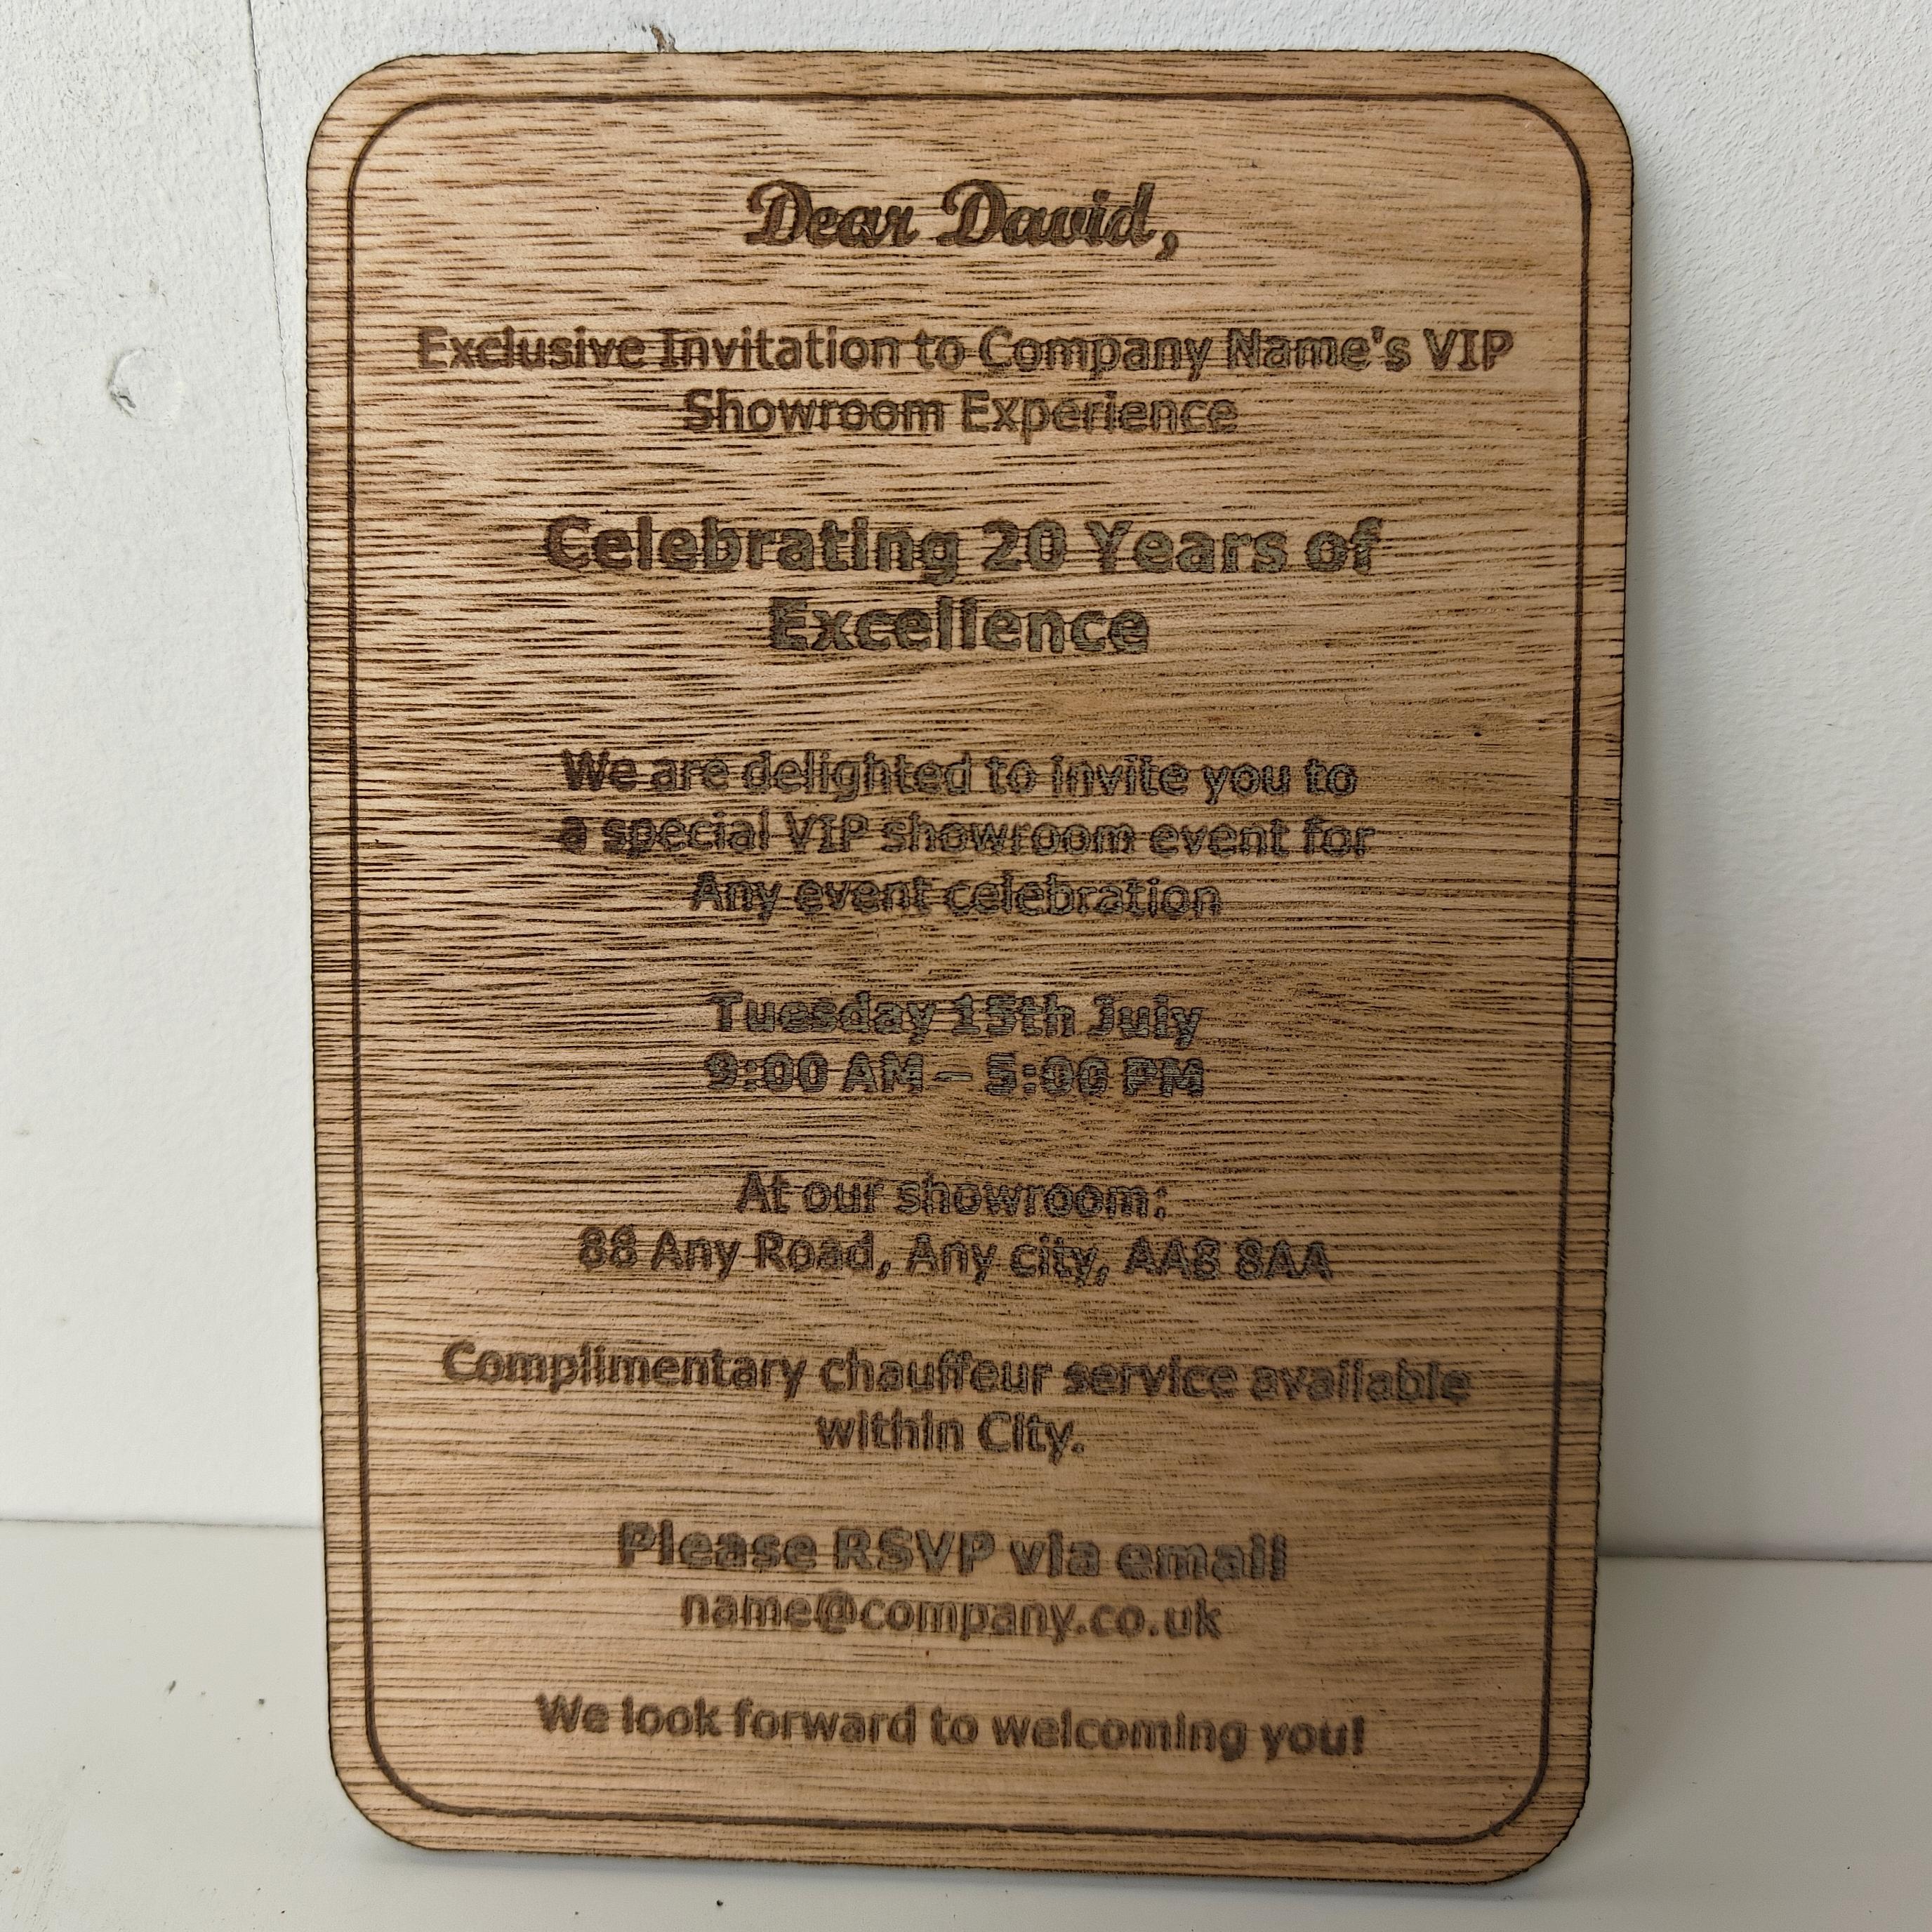 Dear David,
Exclusive Invitation to Company Name's VIP
Showroom Experience
Celebrating 20 Years of
Excellence
We are delighted to invite you to
a special VIP showroom event for
Any event celebration
Tuesday 15th July
9:00 AM – 5:00 PM
At our showroom:
88 Any Road, Any city, AA8 8AA
Complimentary chauffeur service available
within City.
Please RSVP via email
name@company.co.uk
We look forward to welcoming you!